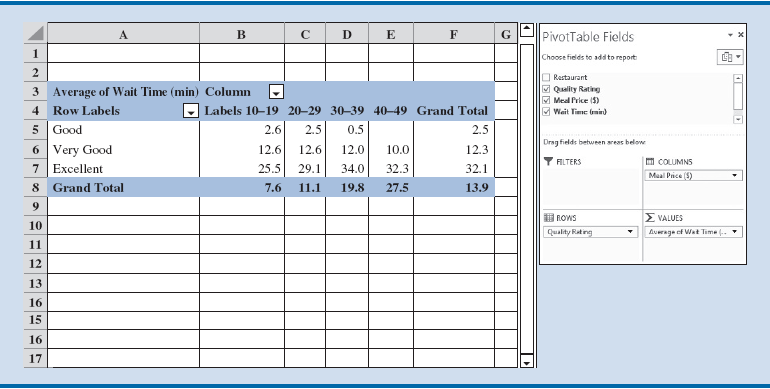 A B C D E F G
1
2
3 Average of Wait Time (min) Column
4 Row Labels Labels 10–19 20–29 30–39 40–49 Grand Total
5 Good 2.6 2.5 0.5 2.5
6 Very Good 12.6 12.6 12.0 10.0 12.3
7 Excellent 25.5 29.1 34.0 32.3 32.1
8 Grand Total 7.6 11.1 19.8 27.5 13.9
9
10
11
12
13
16
15
16
17
PivotTable Fields
Choose fields to add to report:
Restaurant
Quality Rating
Meal Price ($)
Wait Time (min)
Drag fields between areas below:
FILTERS
COLUMNS
Meal Price ($)
ROWS
Quality Rating
Σ VALUES
Average of Wait Time (...